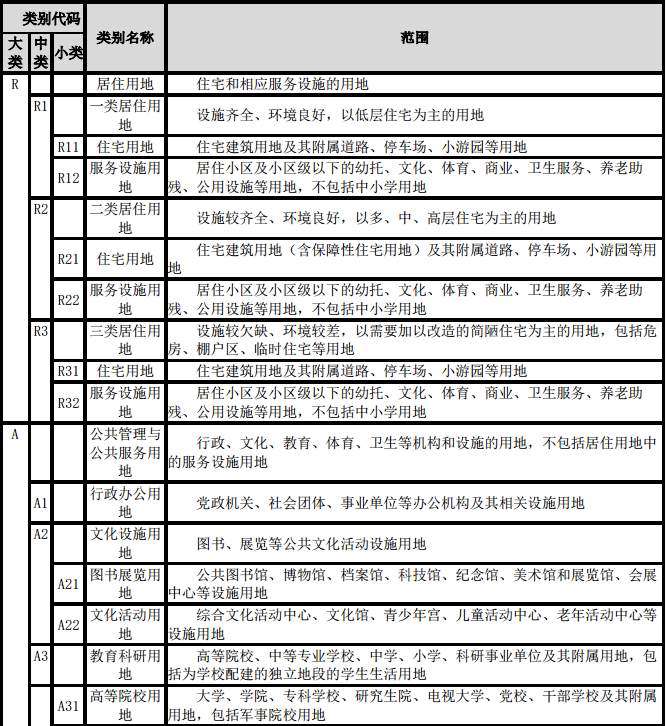 类别代码
类别名称
范围
大类
中类
小类
R
居住用地
住宅和相应服务设施的用地
R1
一类居住用
地
设施齐全、环境良好，以低层住宅为主的用地
R11
住宅用地
住宅建筑用地及其附属道路、停车场、小游园等用地
R12
服务设施用
地
居住小区及小区级以下的幼托、文化、体育、商业、卫生服务、养老助
残、公用设施等用地，不包括中小学用地
R2
二类居住用
地
设施较齐全、环境良好，以多、中、高层住宅为主的用地
R21
住宅用地
住宅建筑用地（含保障性住宅用地）及其附属道路、停车场、小游园等用
地
R22
服务设施用
地
居住小区及小区级以下的幼托、文化、体育、商业、卫生服务、养老助
残、公用设施等用地，不包括中小学用地
R3
三类居住用
地
设施较欠缺、环境较差，以需要加以改造的简陋住宅为主的用地，包括危
房、棚户区、临时住宅等用地
R31
住宅用地
住宅建筑用地及其附属道路、停车场、小游园等用地
R32
服务设施用
地
居住小区及小区级以下的幼托、文化、体育、商业、卫生服务、养老助
残、公用设施等用地，不包括中小学用地
A
公共管理与
公共服务用
地
行政、文化、教育、体育、卫生等机构和设施的用地，不包括居住用地中
的服务设施用地
A1
行政办公用
地
党政机关、社会团体、事业单位等办公机构及其相关设施用地
A2
文化设施用
地
图书、展览等公共文化活动设施用地
A21
图书展览用
地
公共图书馆、博物馆、档案馆、科技馆、纪念馆、美术馆和展览馆、会展
中心等设施用地
A22
文化活动用
地
综合文化活动中心、文化馆、青少年宫、儿童活动中心、老年活动中心等
设施用地
A3
教育科研用
地
高等院校、中等专业学校、中学、小学、科研事业单位及其附属用地，包
括为学校配建的独立地段的学生生活用地
A31
高等院校用
地
大学、学院、专科学校、研究生院、电视大学、党校、干部学校及其附属
用地，包括军事院校用地